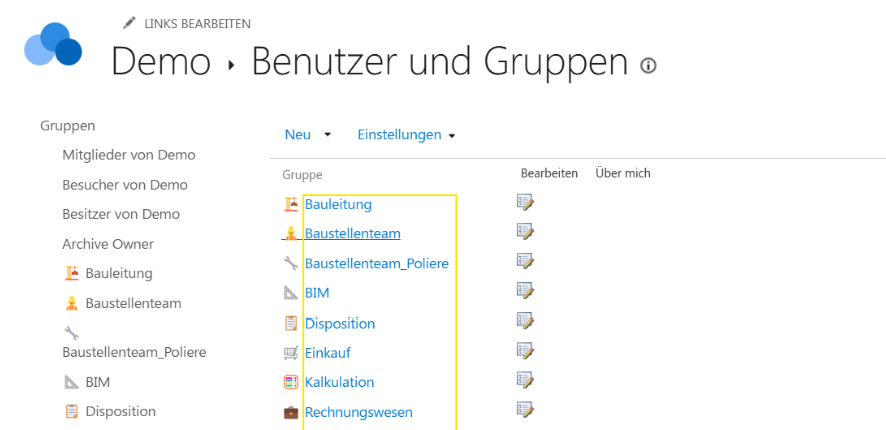 LINKS BEARBEITEN
Demo ▸ Benutzer und Gruppen
Gruppen
Mitglieder von Demo
Besucher von Demo
Besitzer von Demo
Archive Owner
Bauleitung
Baustellenteam
Baustellenteam_Poliere
BIM
Disposition
Neu Einstellungen
Gruppe Bearbeiten Über mich
Bauleitung
Baustellenteam
Baustellenteam_Poliere
BIM
Disposition
Einkauf
Kalkulation
Rechnungswesen